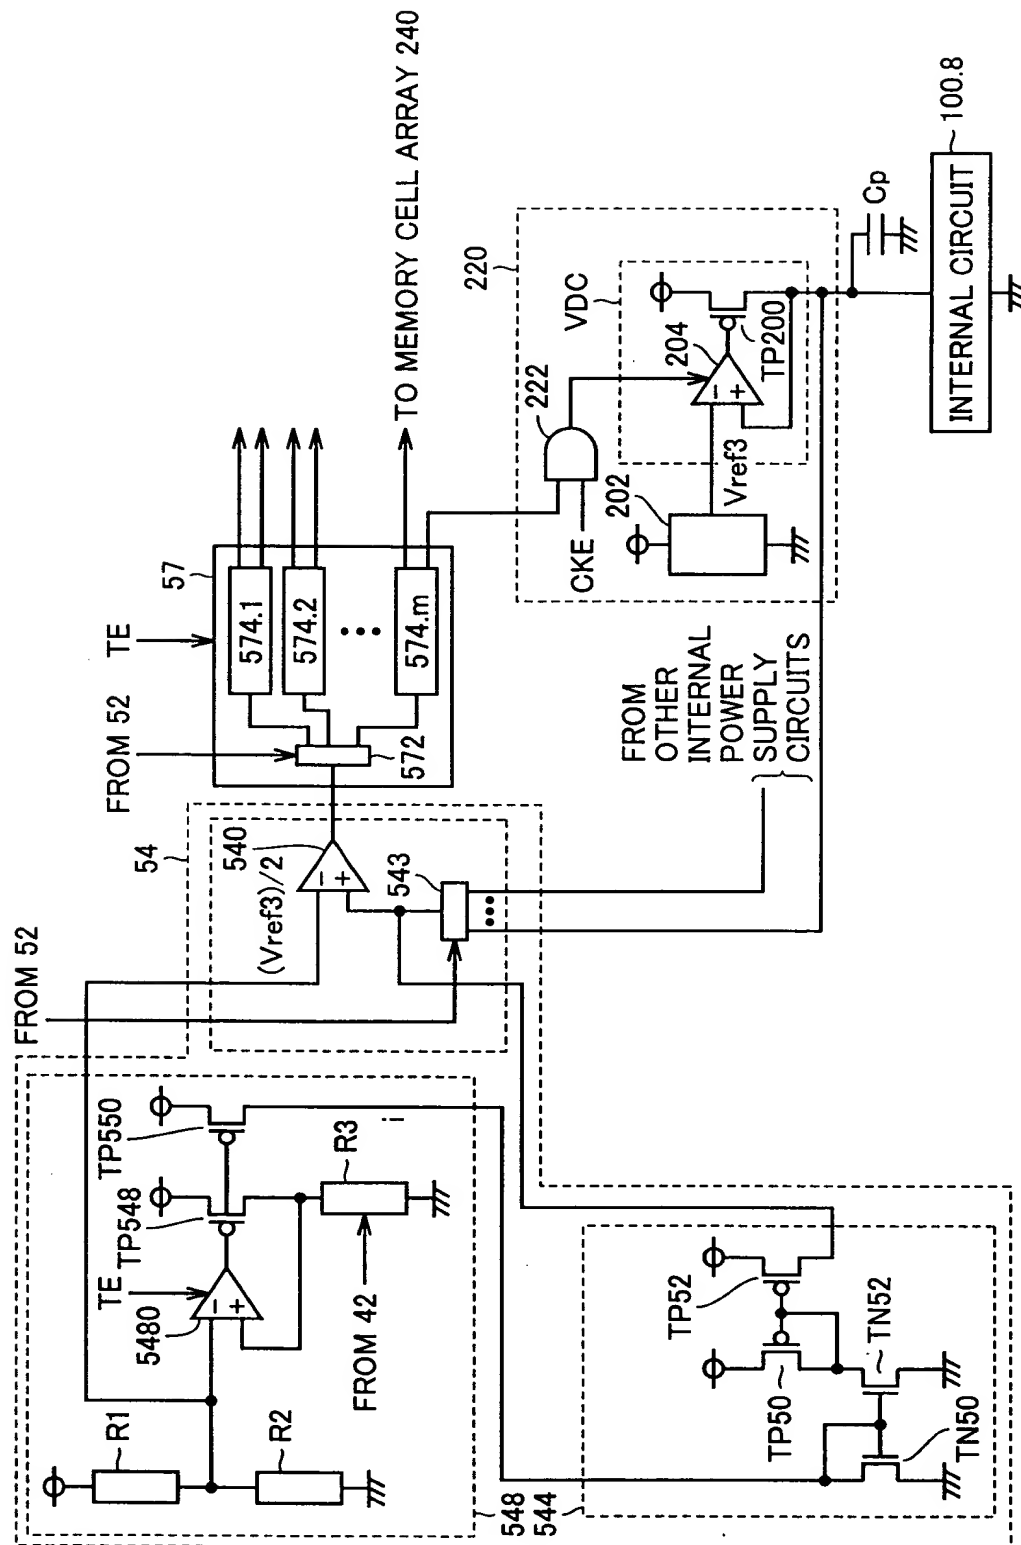 TO MEMORY CELL ARRAY 240
57
TE
574.1
574.2
•••
574.m
FROM 52
572
54
540
(Vref3)/2
543
•••
FROM 52
220
VDC
222
204
TP200
CKE
202
Vref3
Cp
100.8
INTERNAL CIRCUIT
FROM
OTHER
INTERNAL
POWER
SUPPLY
CIRCUITS
TP550
TP548
TE
5480
i
R3
FROM 42
R1
R2
548
544
TP52
TP50
TN52
TN50